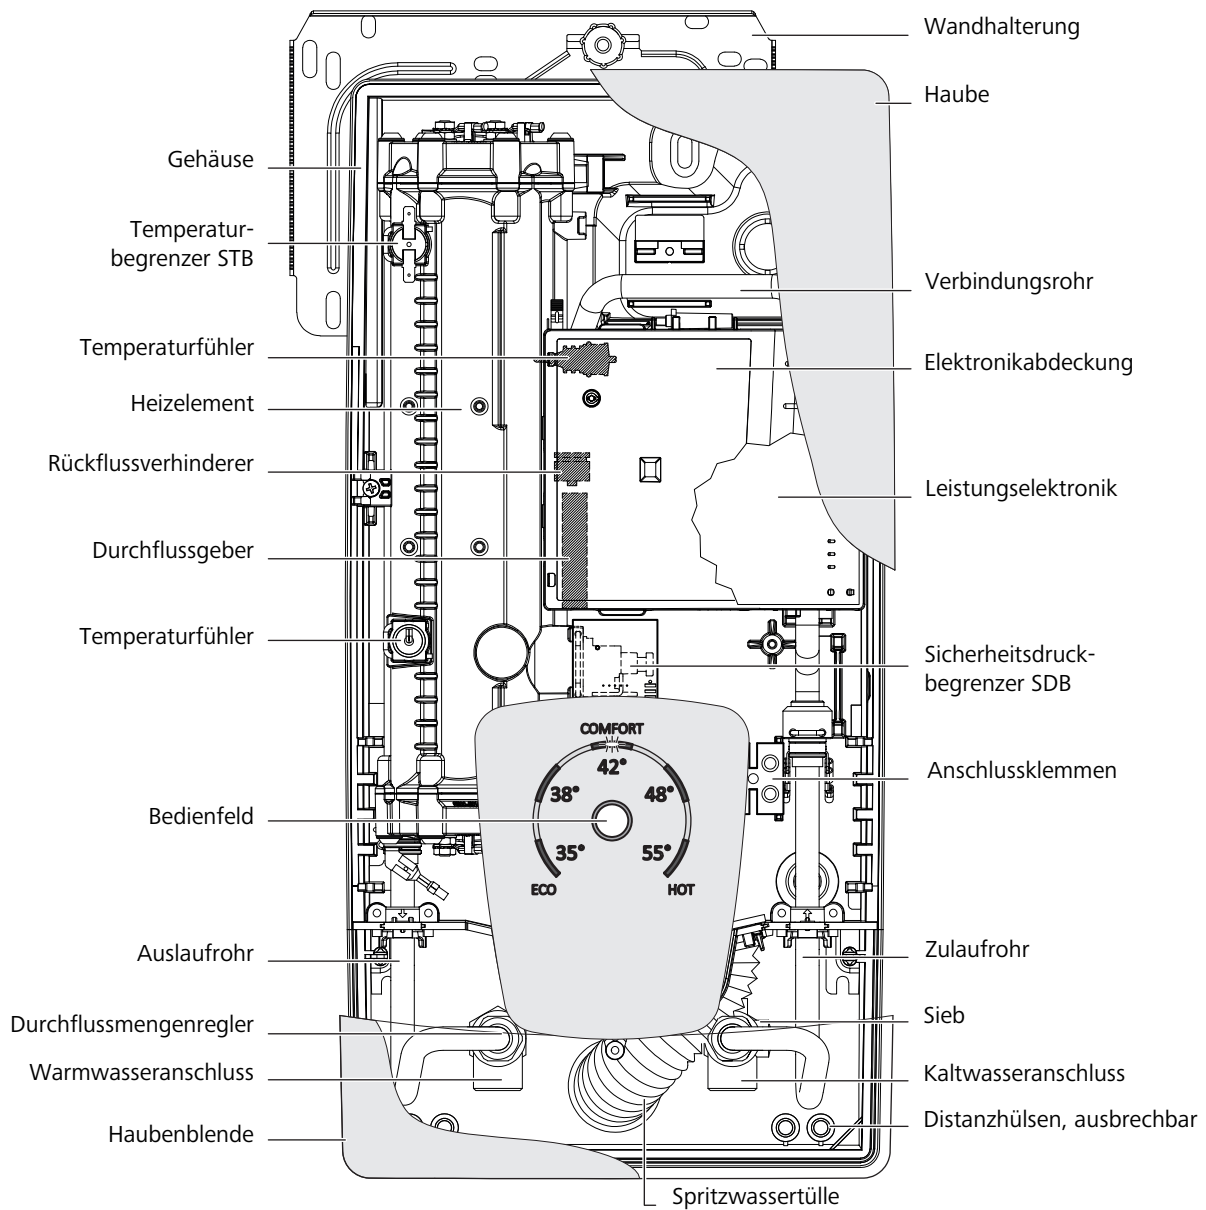 Wandhalterung
Haube
Gehäuse
Temperatur-
begrenzer STB
Verbindungsrohr
Temperaturfühler
Elektronikabdeckung
Heizelement
Rückflussverhinderer
Leistungselektronik
Durchflussgeber
Temperaturfühler
Sicherheitsdruck-
begrenzer SDB
COMFORT
42°
38°
48°
35°
55°
ECO
HOT
Anschlussklemmen
Bedienfeld
Auslaufrohr
Zulaufrohr
Durchflussmengenregler
Sieb
Warmwasseranschluss
Kaltwasseranschluss
Haubenblende
Distanzhülsen, ausbrechbar
Spritzwassertülle